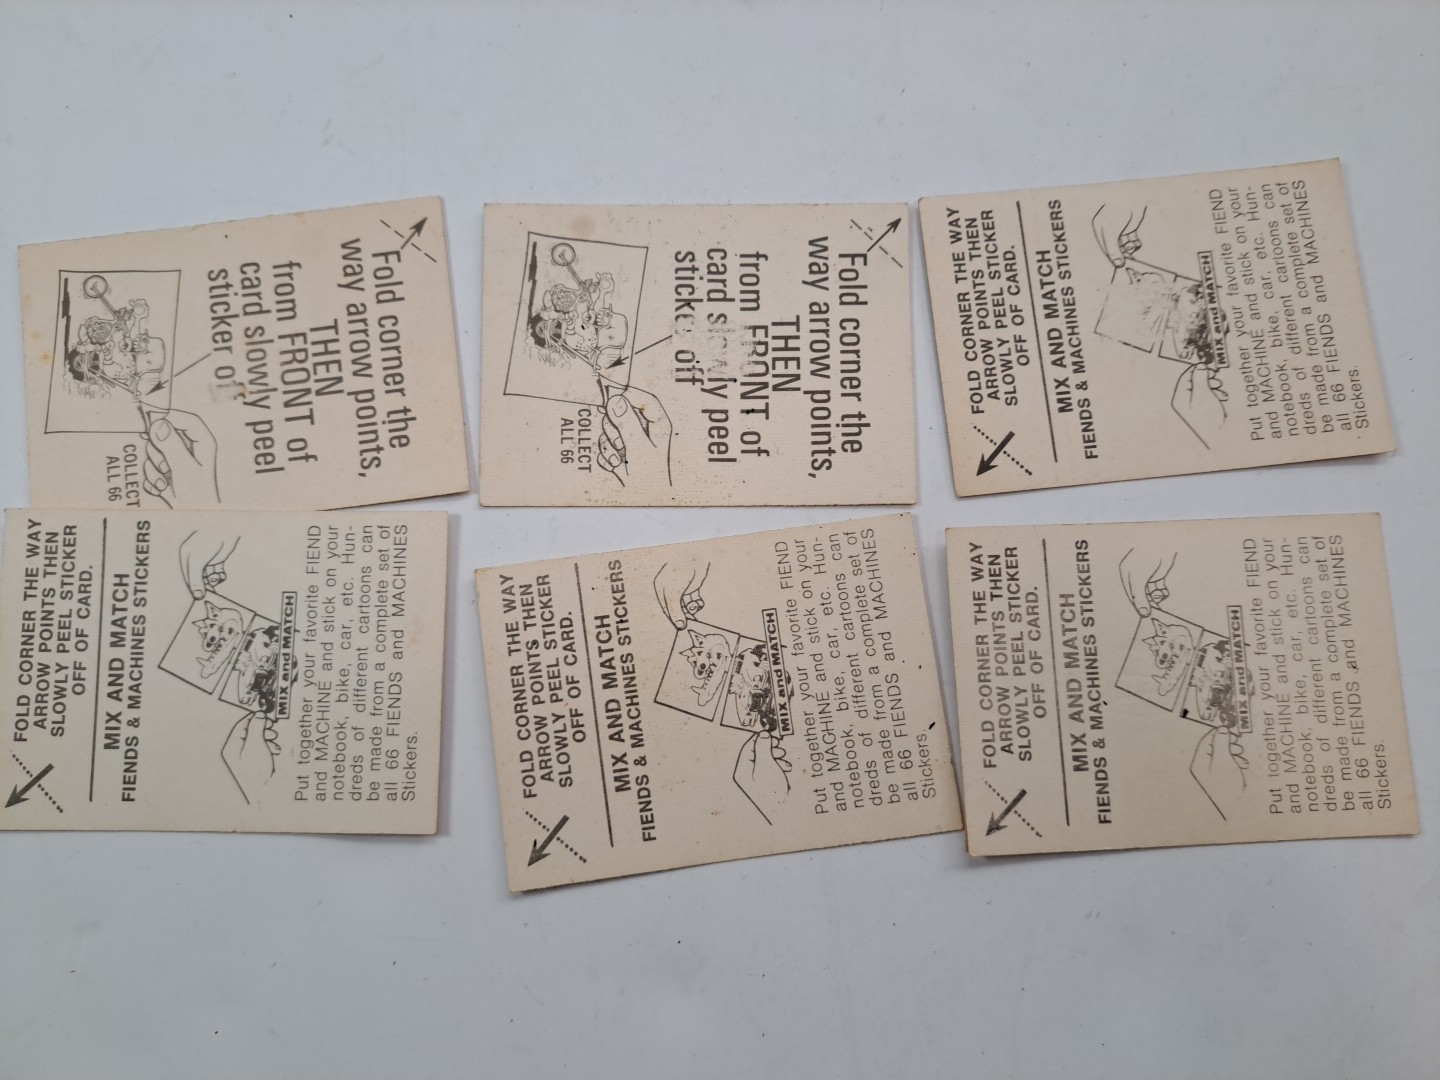 Fold corner the
way arrow points,
THEN
from FRONT of
card slowly peel
sticker off
COLLECT
ALL 66
Fold corner the
way arrow points,
THEN
from FRONT of
card slowly peel
sticker off
COLLECT
ALL 66
FOLD CORNER THE WAY
ARROW POINTS THEN
SLOWLY PEEL STICKER
OFF OF CARD.
MIX AND MATCH
FIENDS & MACHINES STICKERS
MIX and MATCH
Put together your favorite FIEND
and MACHINE and stick on your
notebook, bike, car, etc. Hun-
dreds of different cartoons can
be made from a complete set of
all 66 FIENDS and MACHINES
Stickers.
FOLD CORNER THE WAY
ARROW POINTS THEN
SLOWLY PEEL STICKER
OFF OF CARD.
MIX AND MATCH
FIENDS & MACHINE STICKERS
MIX and MATCH
Put together your favorite FIEND
and MACHINE and stick on your
notebook, bike, car, etc. Hun-
dreds of different cartoons can
be made from a complete set of
all 66 FIENDS and MACHINES
Stickers.
FOLD CORNER THE WAY
ARROW POINTS THEN
SLOWLY PEEL STICKER
OFF OF CARD.
MIX AND MATCH
FIENDS & MACHINE STICKERS
MIX and MATCH
Put together your favorite FIEND
and MACHINE and stick on your
notebook, bike, car, etc. Hun-
dreds of different cartoons can
be made from a complete set of
all 66 FIENDS and MACHINES
Stickers.
FOLD CORNER THE WAY
ARROW POINTS THEN
SLOWLY PEEL STICKER
OFF OF CARD.
MIX AND MATCH
FIENDS & MACHINES STICKERS
MIX and MATCH
Put together your favorite FIEND
and MACHINE and stick on your
notebook, bike, car, etc. Hun-
dreds of different cartoons can
be made from a complete set of
all 66 FIENDS and MACHINES
Stickers.